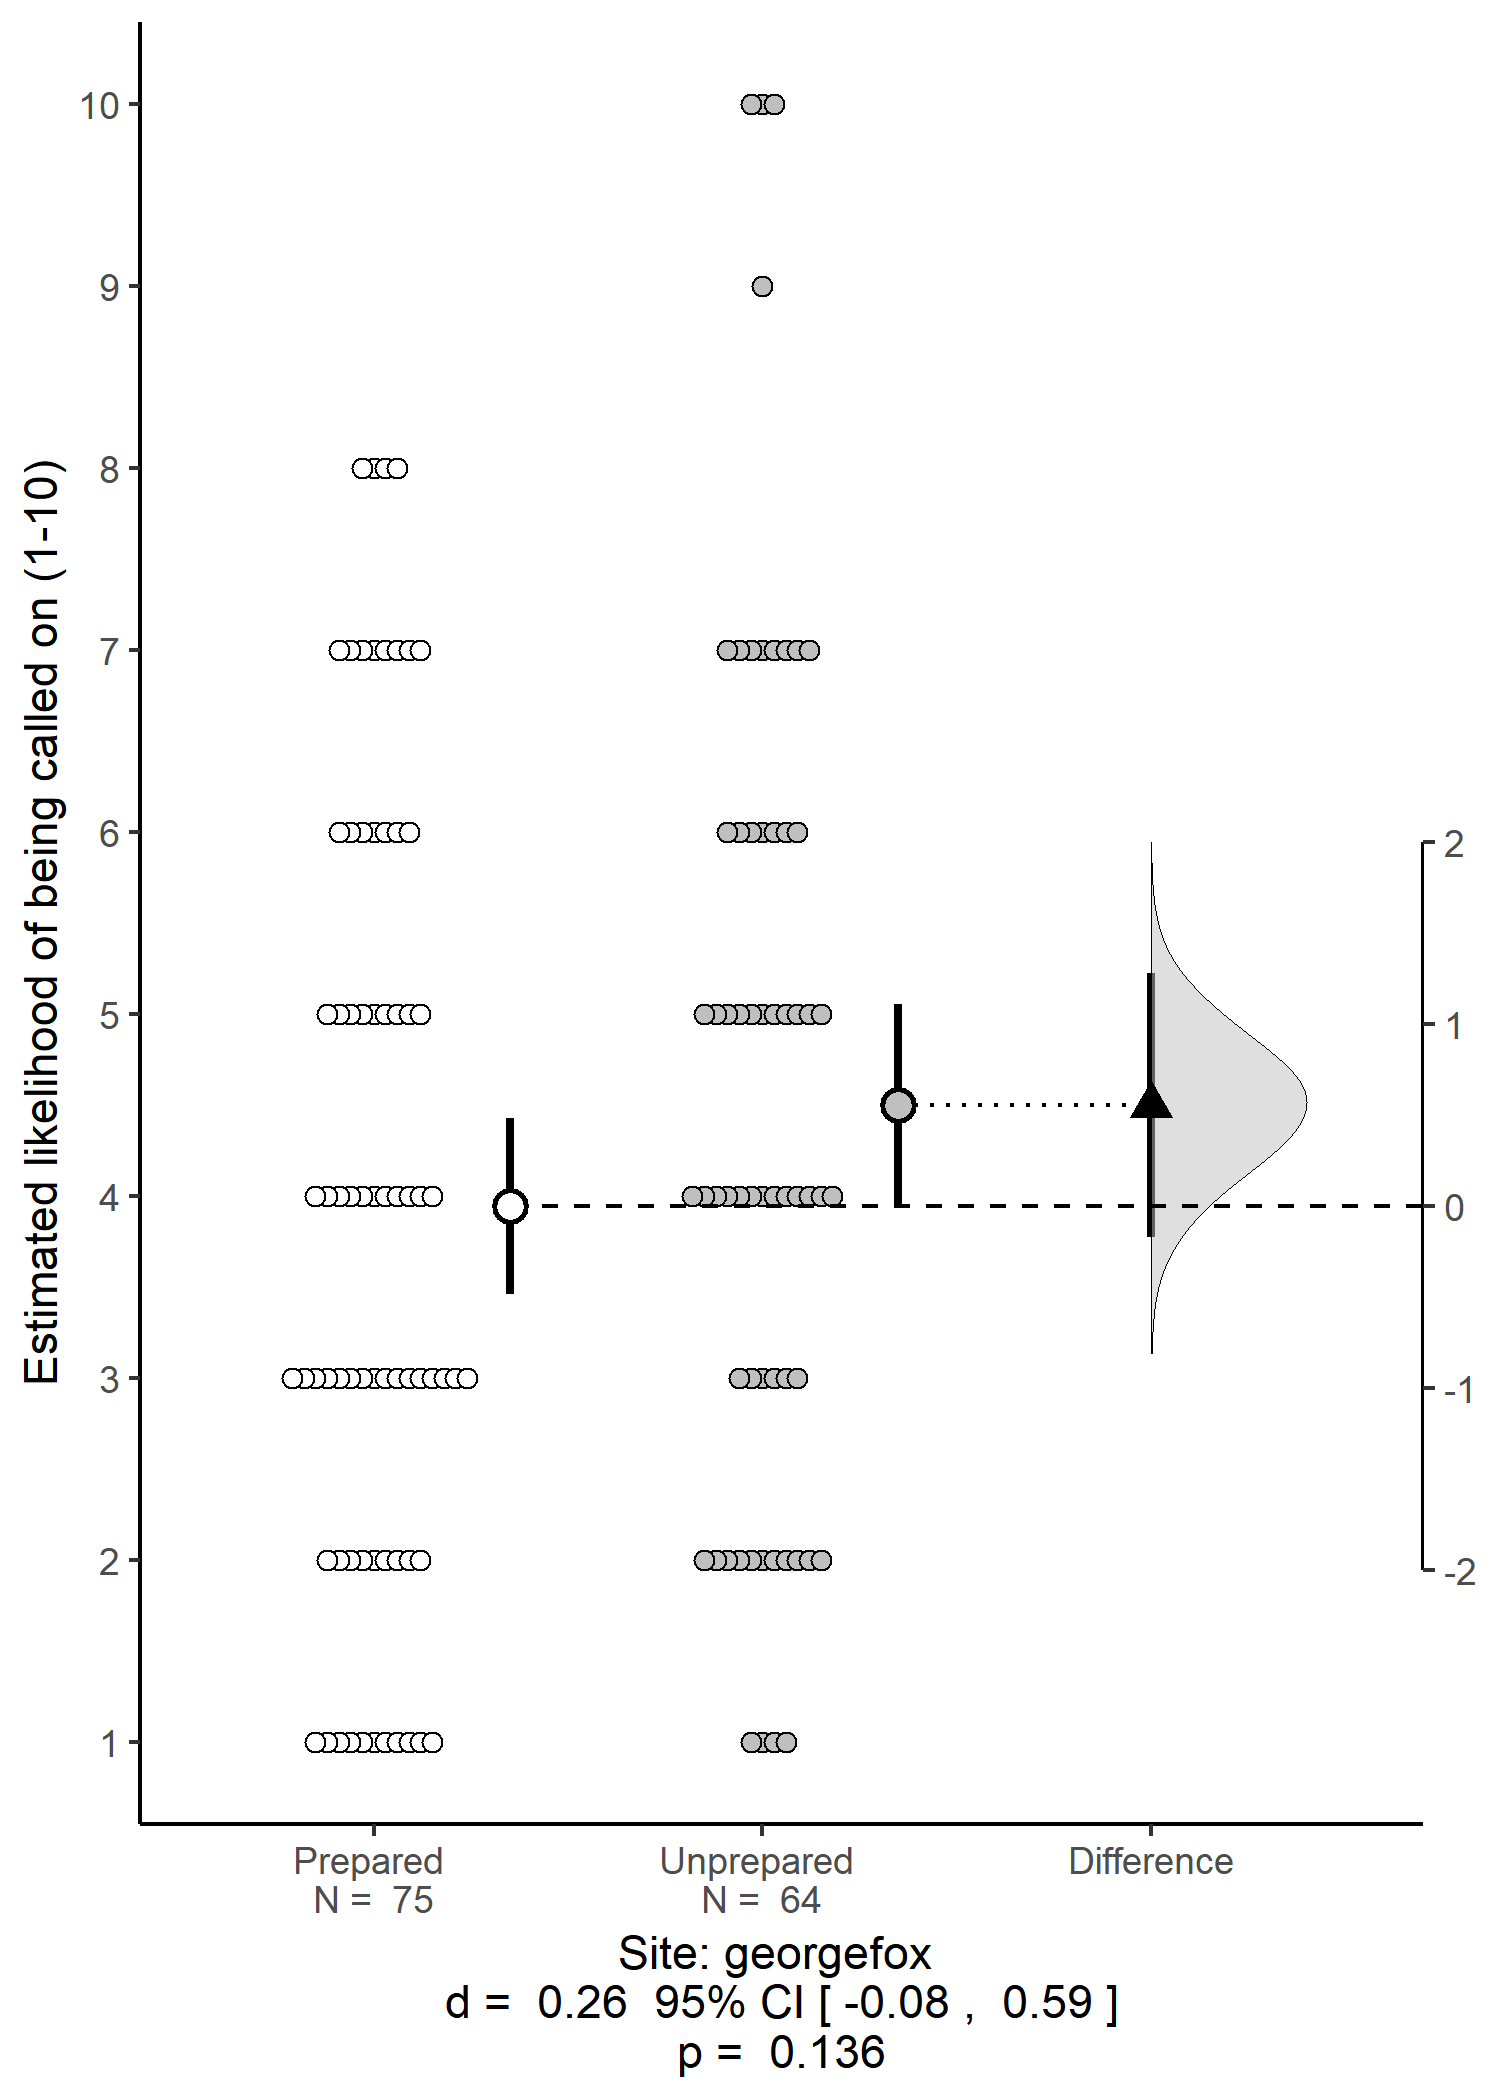 Estimated likelihood of being called on (1-10)
10
9
8
7
6
5
4
3
2
1
2
1
0
-1
-2
Prepared
N = 75
Unprepared
N = 64
Difference
Site: georgefox
d = 0.26 95% CI [ -0.08 , 0.59 ]
p = 0.136